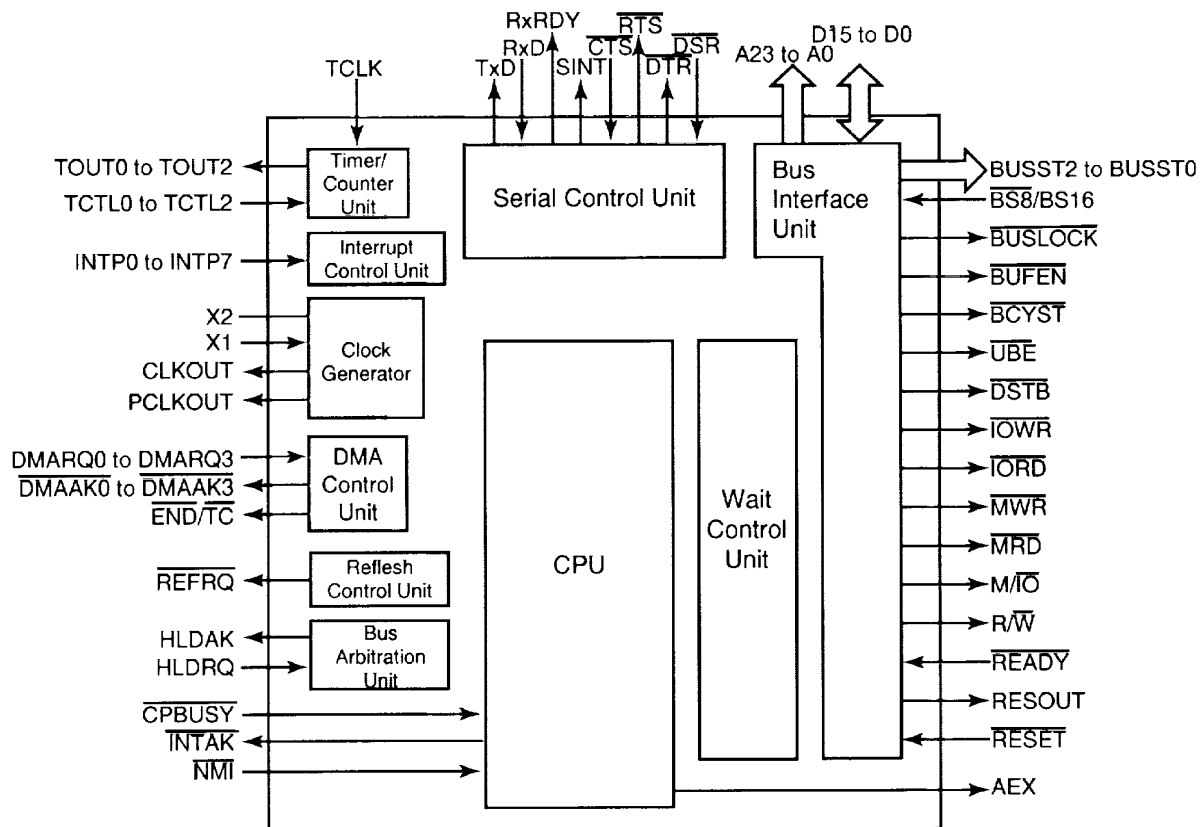 RxRDY
RTS
D15 to D0
RxD
CTS
DSR
A23 to A0
TCLK
TxD
SINT
DTR
TOUT0 to TOUT2
TCTL0 to TCTL2
Timer/
Counter
Unit
Serial Control Unit
Bus
Interface
Unit
BUSST2 to BUSST0
BS8/BS16
INTP0 to INTP7
Interrupt
Control Unit
BUSLOCK
BUFEN
X2
X1
CLKOUT
PCLKOUT
Clock
Generator
BCYST
UBE
DSTB
DMARQ0 to DMARQ3
DMAAK0 to DMAAK3
END/TC
DMA
Control
Unit
IOWR
IORD
MWR
CPU
Wait
Control
Unit
MRD
REFRQ
Reflesh
Control Unit
M/IO
R/W
HLDAK
HLDRQ
Bus
Arbitration
Unit
READY
RESOUT
CPBUSY
INTAK
NMI
RESET
AEX